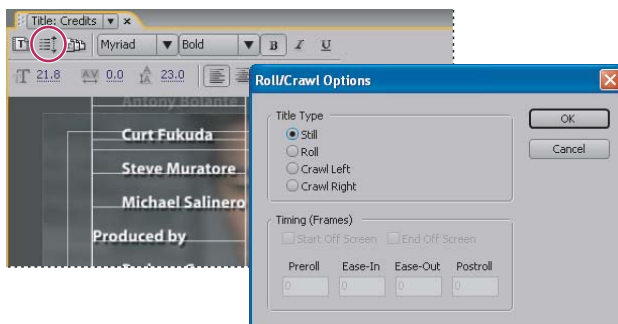 Title: Credits
Myriad Bold B I U
T 21.8 AV 0.0 A 23.0
Antony Bolante
Curt Fukuda
Steve Muratore
Michael Salinero
Produced by
Roll/Crawl Options
Title Type
Still
Roll
Crawl Left
Crawl Right
OK
Cancel
Timing (Frames)
Start Off Screen End Off Screen
Preroll Ease-In Ease-Out Postroll
0 0 0 0